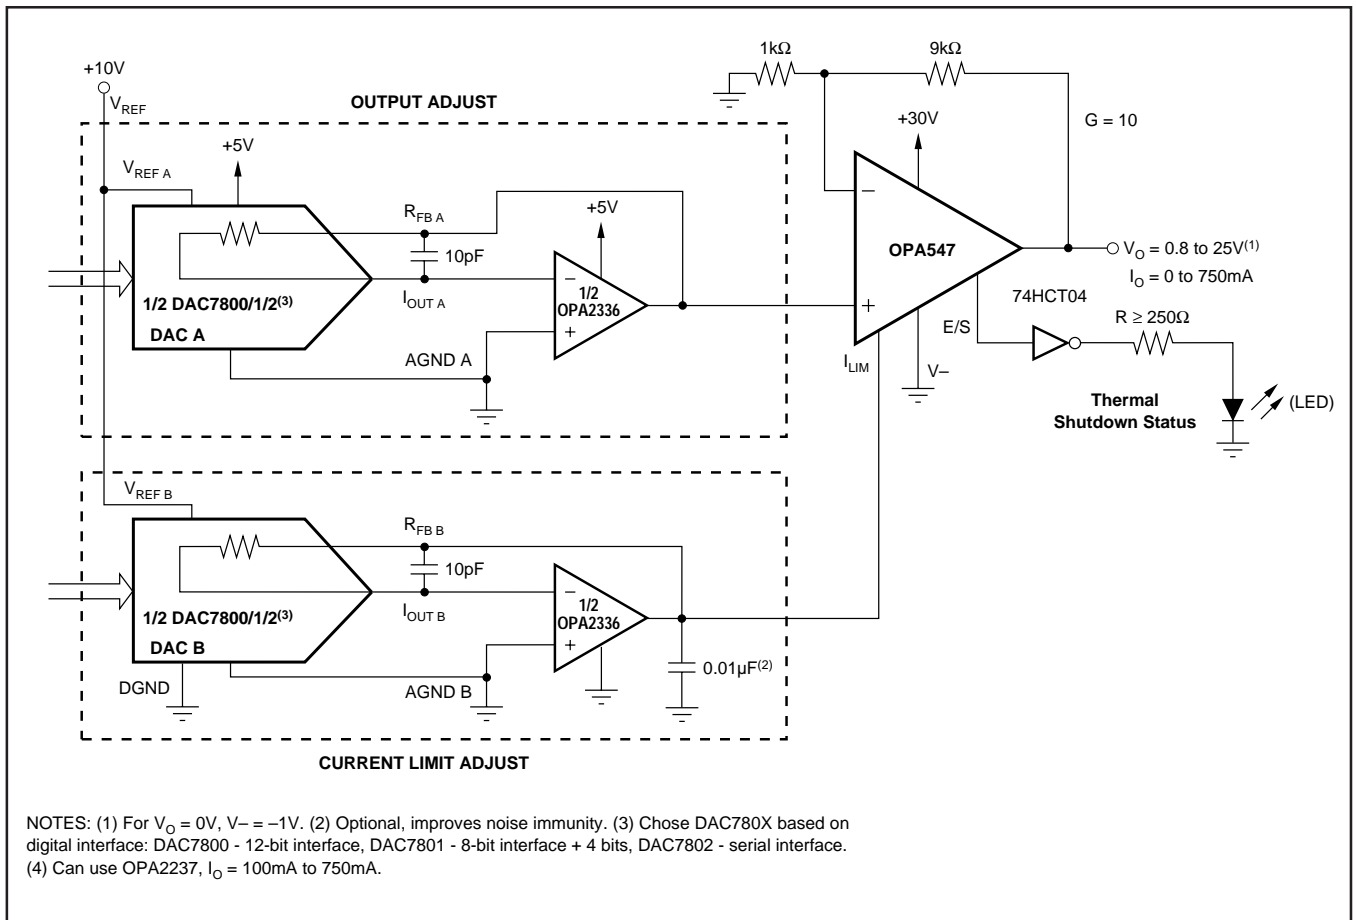 +10V
V_REF
OUTPUT ADJUST
V_REF A
+5V
R_FB A
10pF
I_OUT A
1/2 DAC7800/1/2(3)
DAC A
AGND A
+5V
–
1/2
OPA2336
+
1kΩ
9kΩ
+30V
G = 10
–
OPA547
+
V_O = 0.8 to 25V(1)
I_O = 0 to 750mA
74HCT04
E/S
R ≥ 250Ω
I_LIM
V–
Thermal
Shutdown Status
(LED)
V_REF B
R_FB B
10pF
I_OUT B
1/2 DAC7800/1/2(3)
DAC B
DGND
AGND B
–
1/2
OPA2336
+
0.01µF(2)
CURRENT LIMIT ADJUST
NOTES: (1) For V_O = 0V, V– = –1V. (2) Optional, improves noise immunity. (3) Chose DAC780X based on
digital interface: DAC7800 - 12-bit interface, DAC7801 - 8-bit interface + 4 bits, DAC7802 - serial interface.
(4) Can use OPA2237, I_O = 100mA to 750mA.